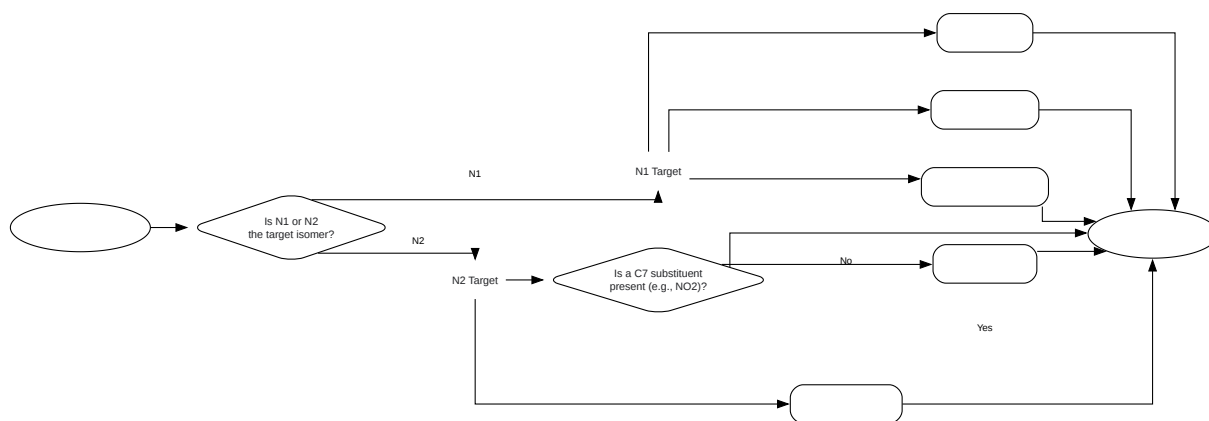 N1
N1 Target
Is N1 or N2
the target isomer?
N2
N2 Target
Is a C7 substituent
present (e.g., NO2)?
No
Yes